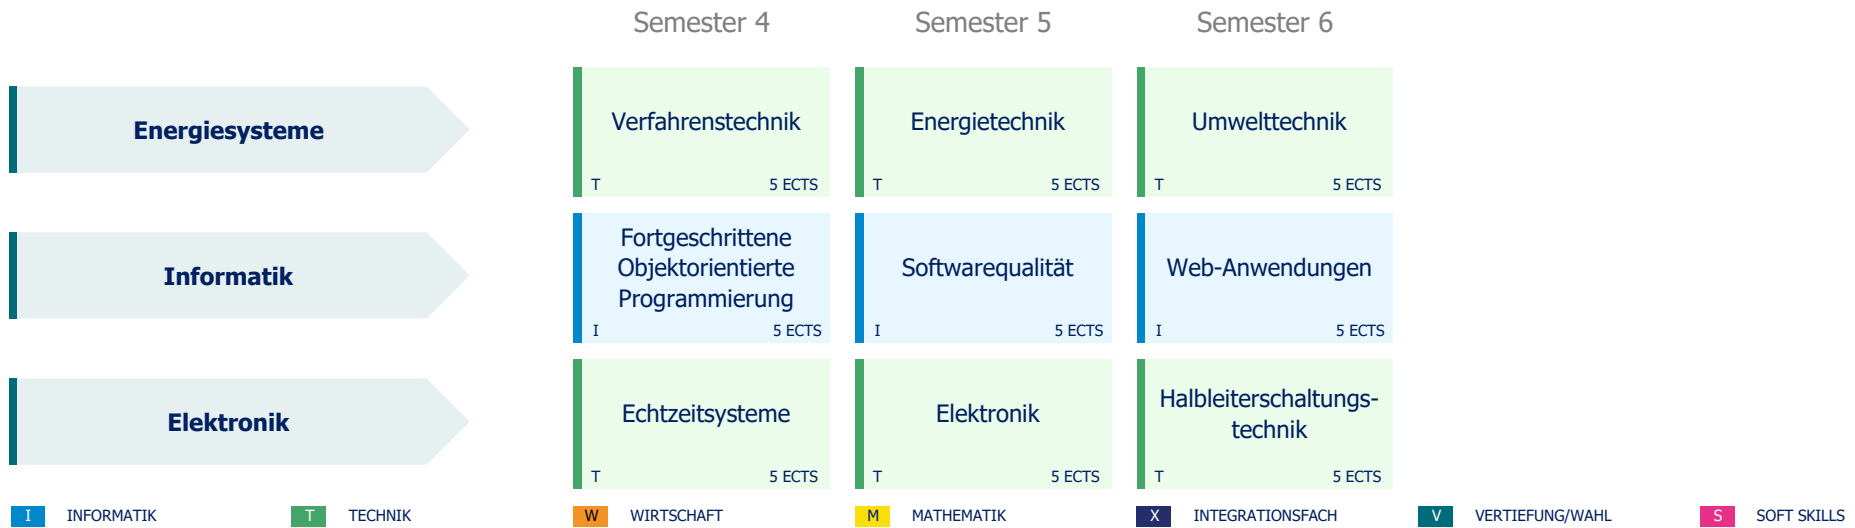 Semester 4
Semester 5
Semester 6
Energiesysteme
Verfahrenstechnik
T
5 ECTS
Energietechnik
T
5 ECTS
Umwelttechnik
T
5 ECTS
Informatik
Fortgeschrittene
Objektorientierte
Programmierung
I
5 ECTS
Softwarequalität
I
5 ECTS
Web-Anwendungen
I
5 ECTS
Elektronik
Echtzeitsysteme
T
5 ECTS
Elektronik
T
5 ECTS
Halbleiterschaltungs-
technik
T
5 ECTS
I INFORMATIK
T TECHNIK
W WIRTSCHAFT
M MATHEMATIK
X INTEGRATIONSFACH
V VERTIEFUNG/WAHL
S SOFT SKILLS